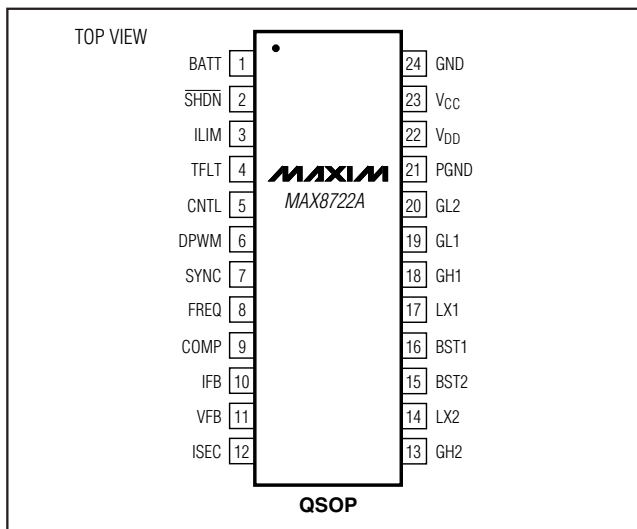 TOP VIEW
BATT 1 24 GND
SHDN 2 23 VCC
ILIM 3 22 VDD
TFLT 4 21 PGND
MAXIM
MAX8722A
CNTL 5 20 GL2
DPWM 6 19 GL1
SYNC 7 18 GH1
FREQ 8 17 LX1
COMP 9 16 BST1
IFB 10 15 BST2
VFB 11 14 LX2
ISEC 12 13 GH2
QSOP